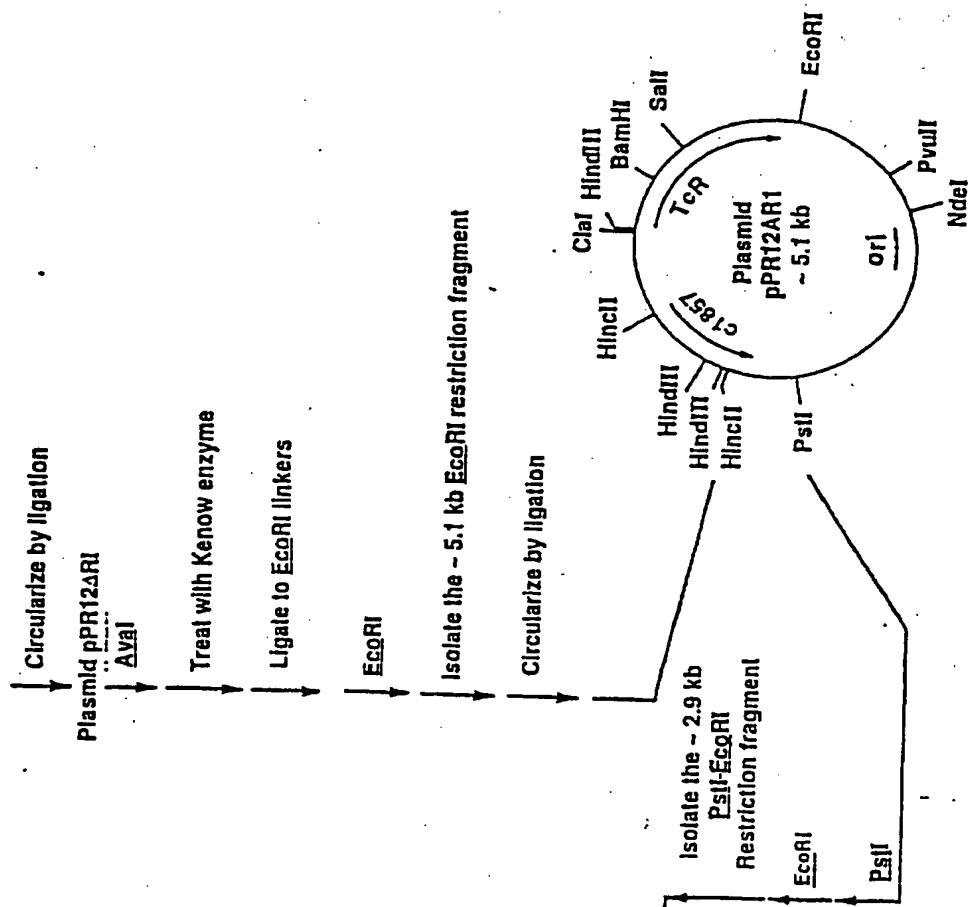 Circularize by ligation
Plasmid pPR12ΔRI
AvaI
Treat with Kenow enzyme
Ligate to EcoRI linkers
EcoRI
Isolate the ~ 5.1 kb EcoRI restriction fragment
Circularize by ligation
Isolate the ~ 2.9 kb
PstI-EcoRI
Restriction fragment
EcoRI
PstI
HincII
ClaI
HindIII
BamHI
SalI
EcoRI
PvuII
NdeI
PstI
HincII
HindIII
HindIII
TcR
c1857
Plasmid
pPR12AR1
~ 5.1 kb
ori